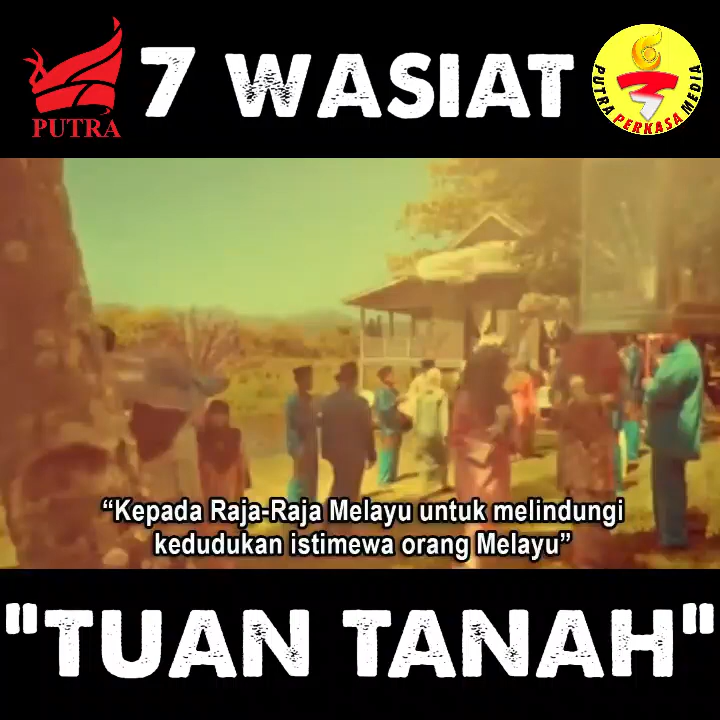 PUTRA
7 WASIAT
PUTRA PERKASA MEDIA
“Kepada Raja-Raja Melayu untuk melindungi
kedudukan istimewa orang Melayu”
"TUAN TANAH"